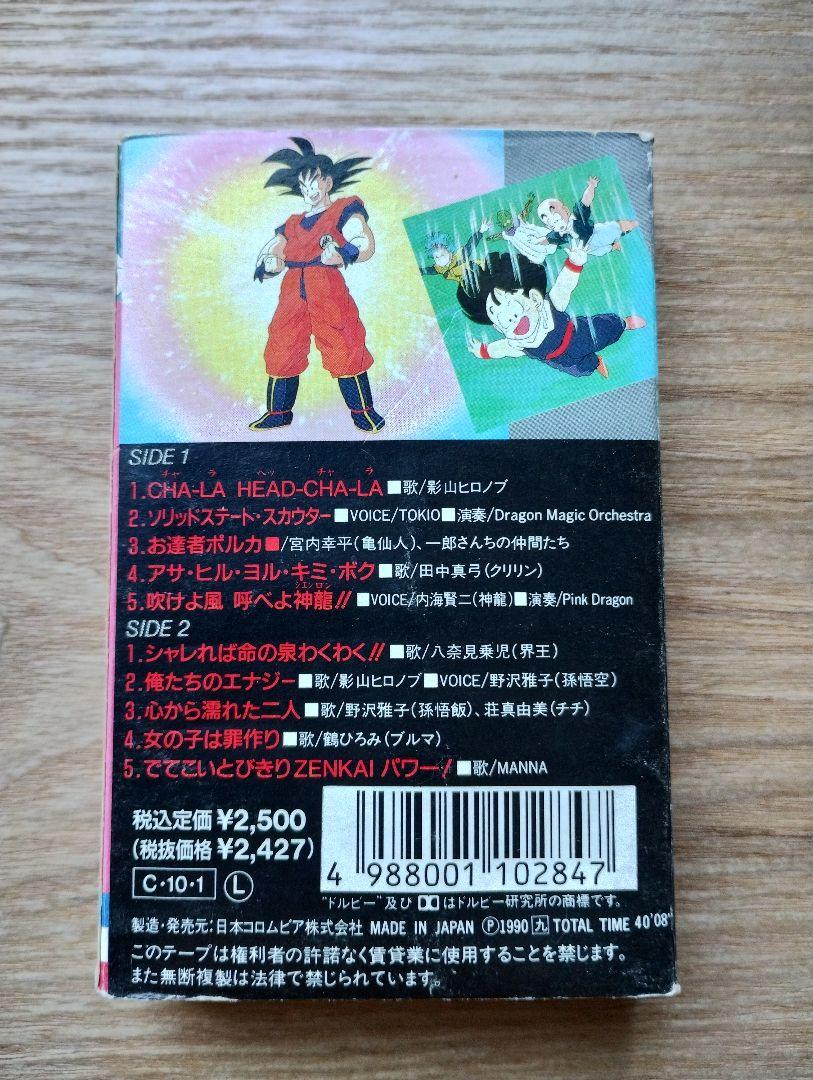 SIDE 1
チャ ラ ヘッ チャ ラ
1.CHA-LA HEAD-CHA-LA■歌/影山ヒロノブ
2.ソリッドステート・スカウター■VOICE/TOKIO■演奏/Dragon Magic Orchestra
3.お達者ポルカ■/宮内幸平(亀仙人)、一郎さんちの仲間たち
4.アサ・ヒル・ヨル・キミ・ボク■歌/田中真弓(クリリン)
シェンロン
5.吹けよ風 呼べよ神龍!!■VOICE/内海賢二(神龍)■演奏/Pink Dragon
SIDE 2
1.シャレれば命の泉わくわく!!■歌/八奈見乗児(界王)
2.俺たちのエナジー■歌/影山ヒロノブ■VOICE/野沢雅子(孫悟空)
3.心から濡れた二人■歌/野沢雅子(孫悟飯)、荘真由美(チチ)
4.女の子は罪作り■歌/鶴ひろみ(ブルマ)
5.でてこいとびきりZENKAI パワー!■歌/MANNA
税込定価¥2,500
(税抜価格¥2,427)
C・10・1 L
4 988001 102847
"ドルビー"及びはドルビー研究所の商標です。
製造・発売元:日本コロムビア株式会社 MADE IN JAPAN Ⓟ1990 九 TOTAL TIME 40'08"
このテープは権利者の許諾なく賃貸業に使用することを禁じます。
また無断複製は法律で禁じられています。